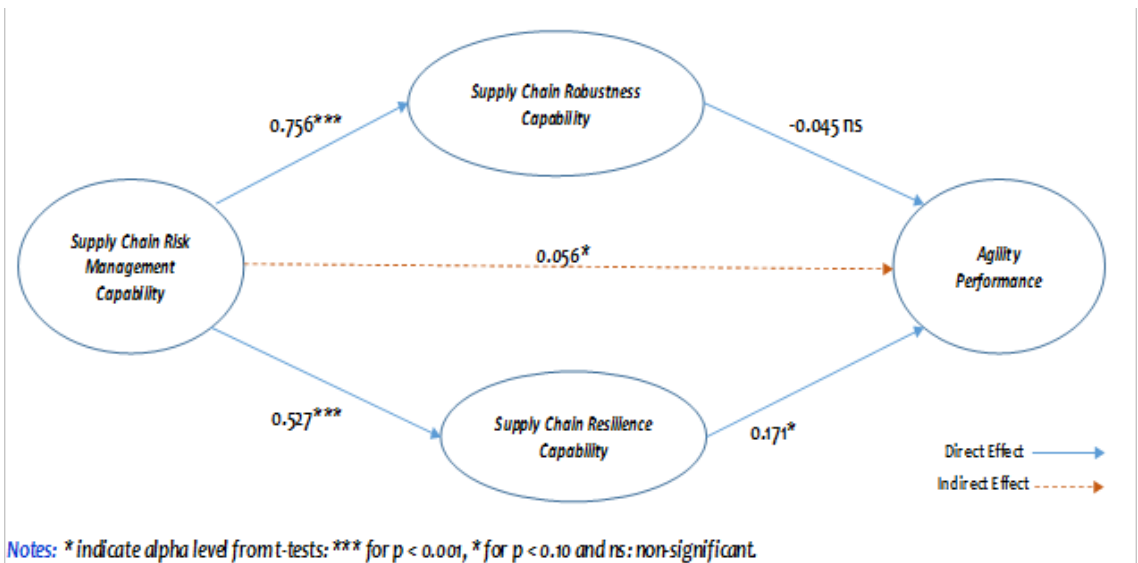 Supply Chain Robustness
Capability
0.756***
-0.045 ns
Supply Chain Risk
Management
Capability
0.056*
Agility
Performance
0.527***
Supply Chain Resilience
Capability
0.171*
Direct Effect
Indirect Effect
Notes: * indicate alpha level from t-tests: *** for p < 0.001, * for p < 0.10 and ns: non-significant.